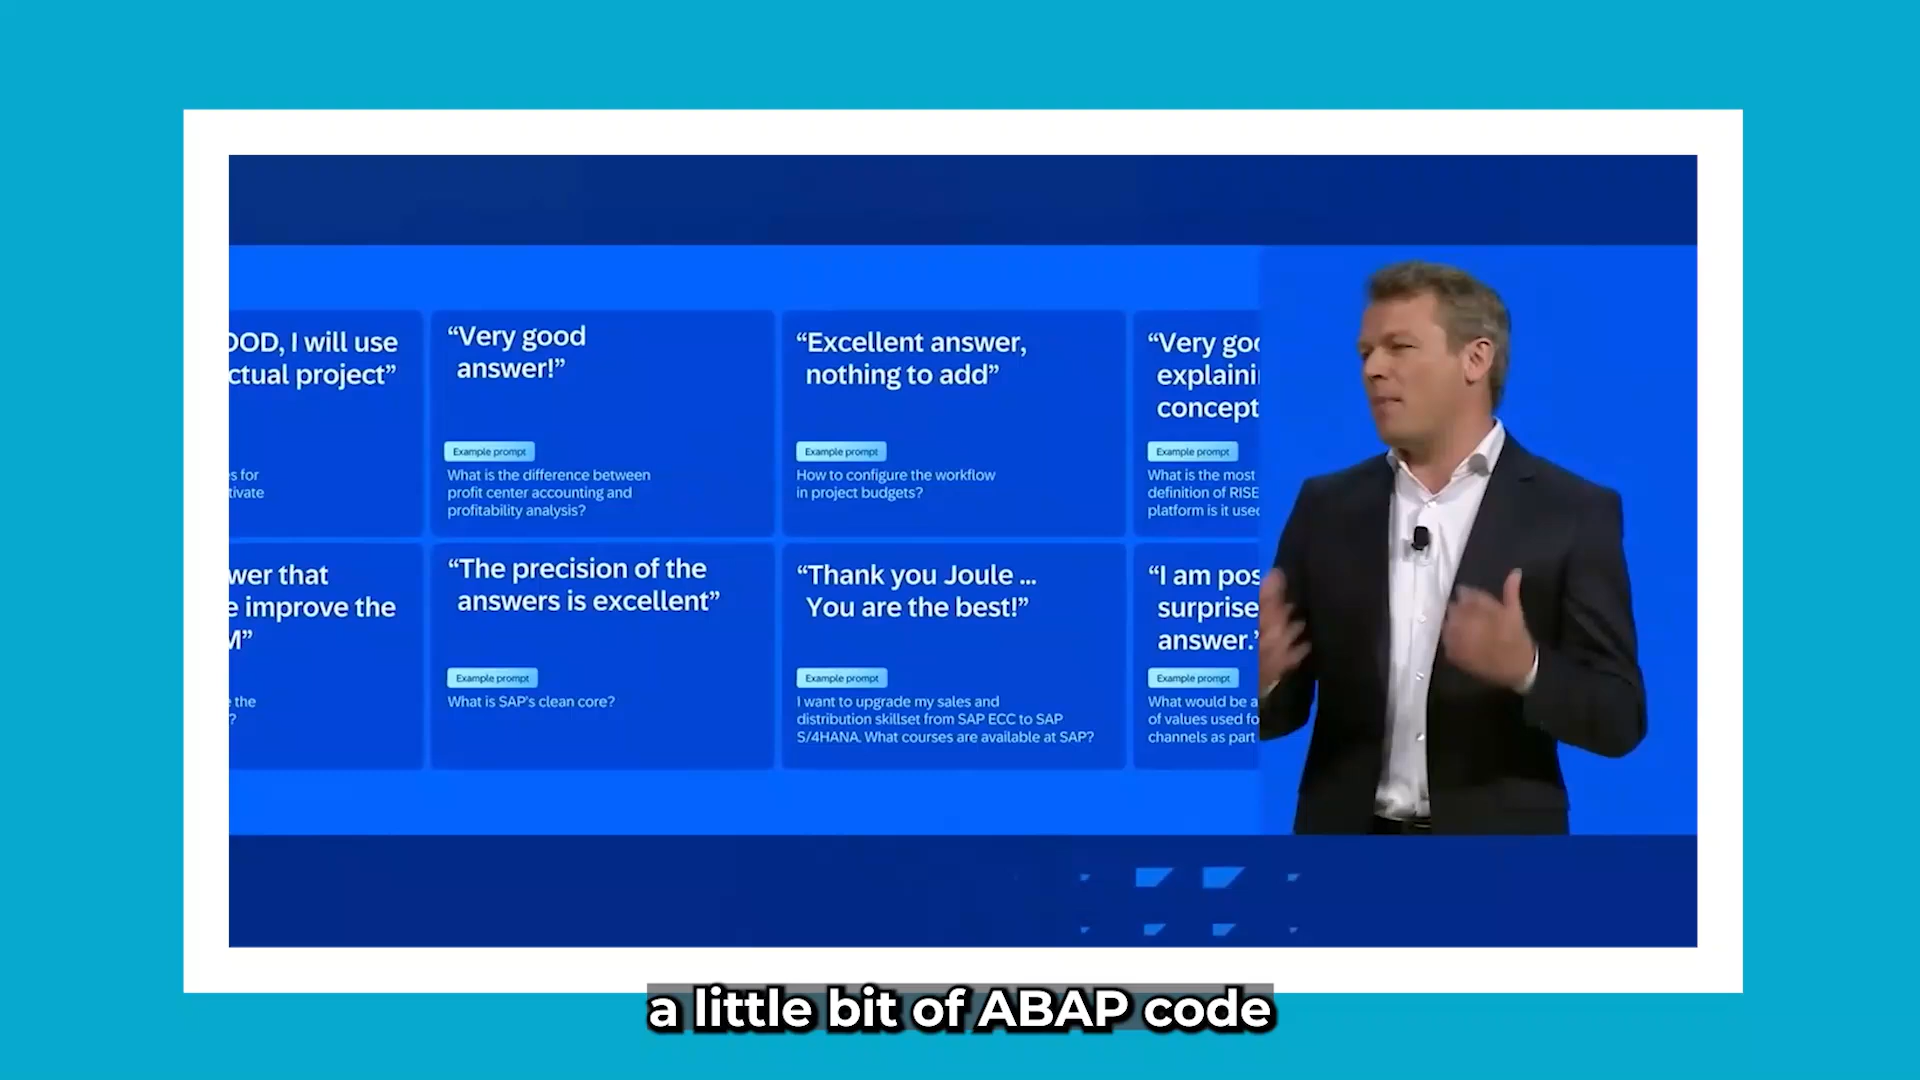 OOD, I will use
ctual project”
s for
tivate
“Very good
answer!”
Example prompt
What is the difference between
profit center accounting and
profitability analysis?
“Excellent answer,
nothing to add”
Example prompt
How to configure the workflow
in project budgets?
“Very goo
explaini
concept
Example prompt
What is the most
definition of RISE
platform is it used
wer that
e improve the
M”
e the
?
“The precision of the
answers is excellent”
Example prompt
What is SAP's clean core?
“Thank you Joule ...
You are the best!”
Example prompt
I want to upgrade my sales and
distribution skillset from SAP ECC to SAP
S/4HANA. What courses are available at SAP?
“I am pos
surprise
answer.”
Example prompt
What would be a
of values used fo
channels as part
a little bit of ABAP code